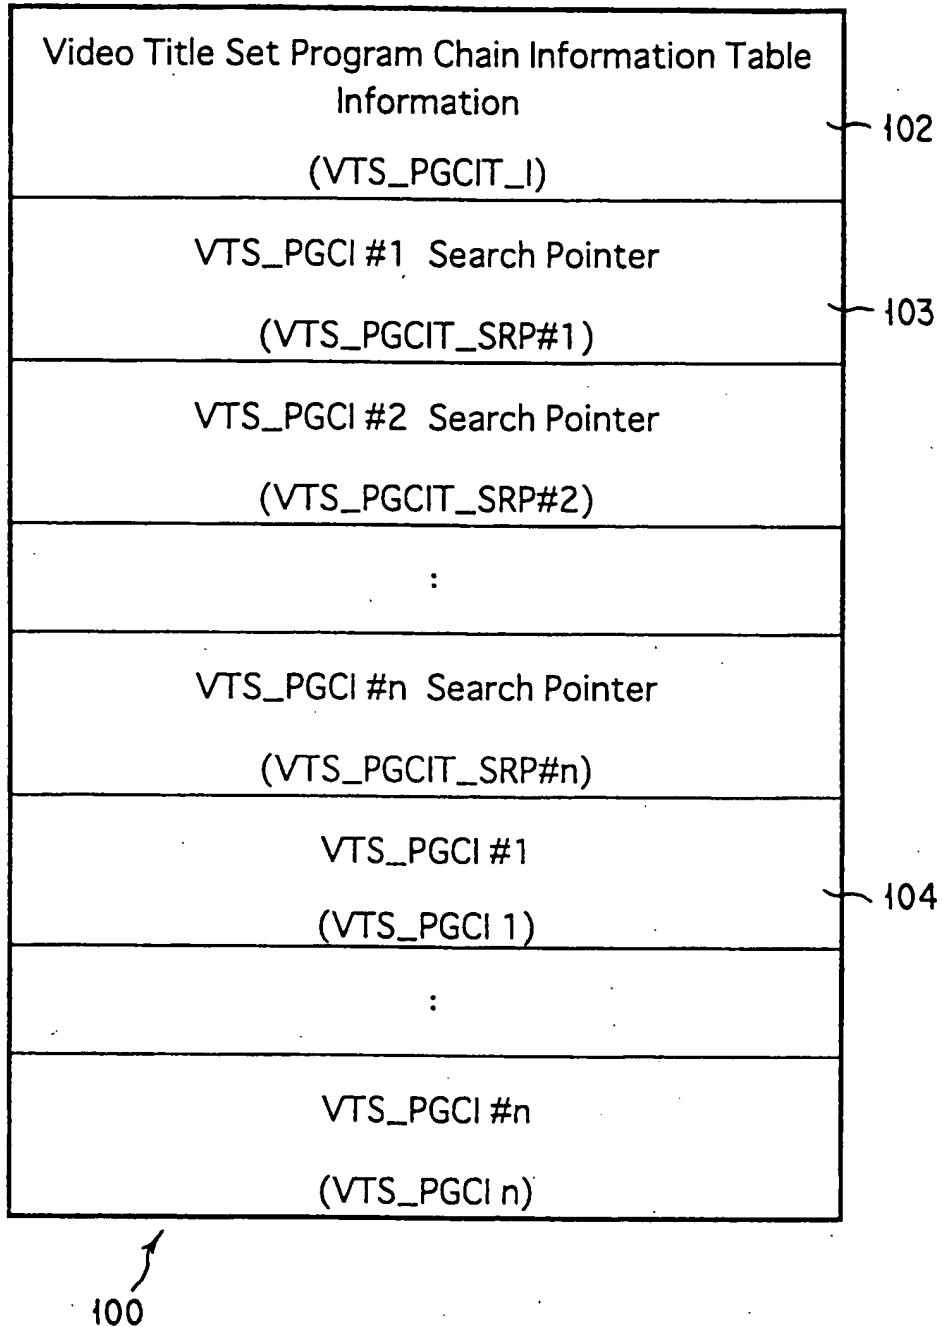 Video Title Set Program Chain Information Table
Information
(VTS_PGCIT_I)
102
VTS_PGCI #1 Search Pointer
(VTS_PGCIT_SRP#1)
103
VTS_PGCI #2 Search Pointer
(VTS_PGCIT_SRP#2)
:
VTS_PGCI #n Search Pointer
(VTS_PGCIT_SRP#n)
VTS_PGCI #1
(VTS_PGCI 1)
104
:
VTS_PGCI #n
(VTS_PGCI n)
100